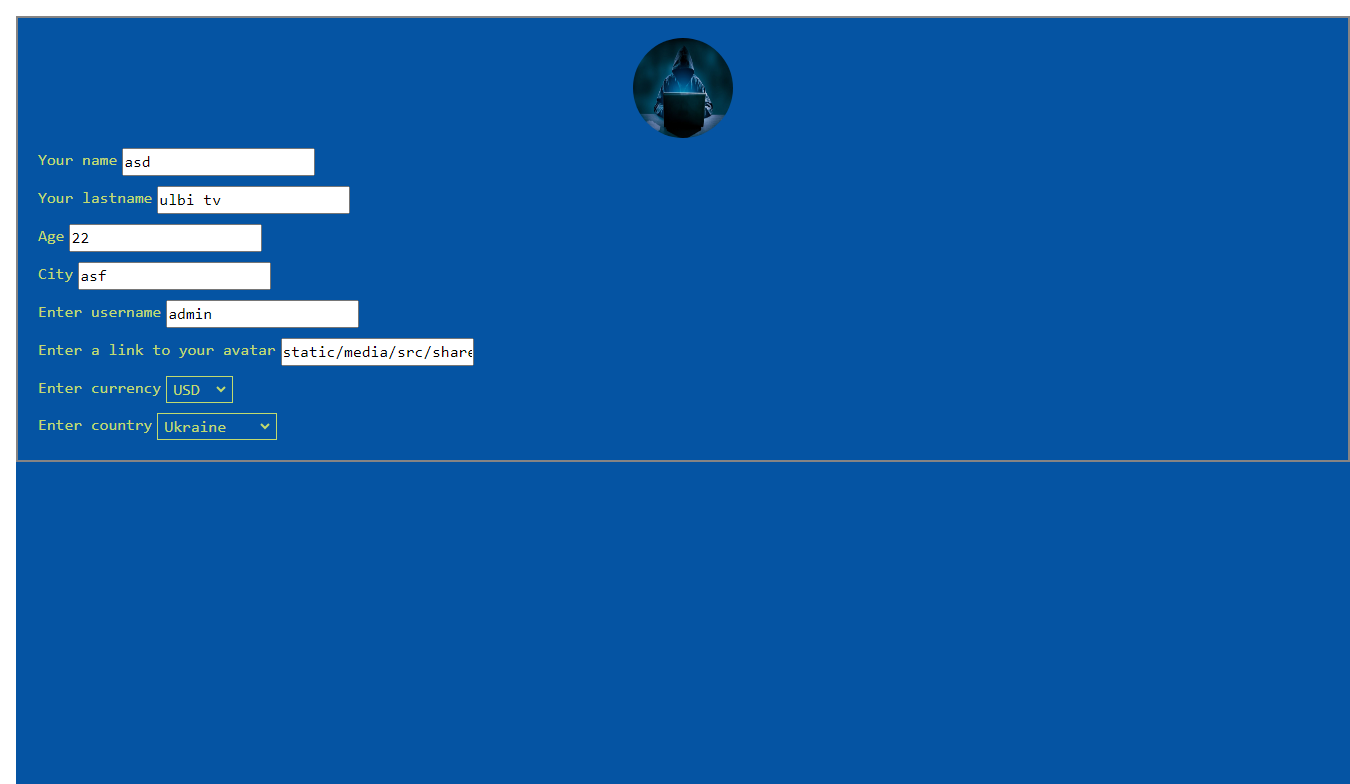 Your name asd
Your lastname ulbi tv
Age 22
City asf
Enter username admin
Enter a link to your avatar static/media/src/share
Enter currency USD
Enter country Ukraine